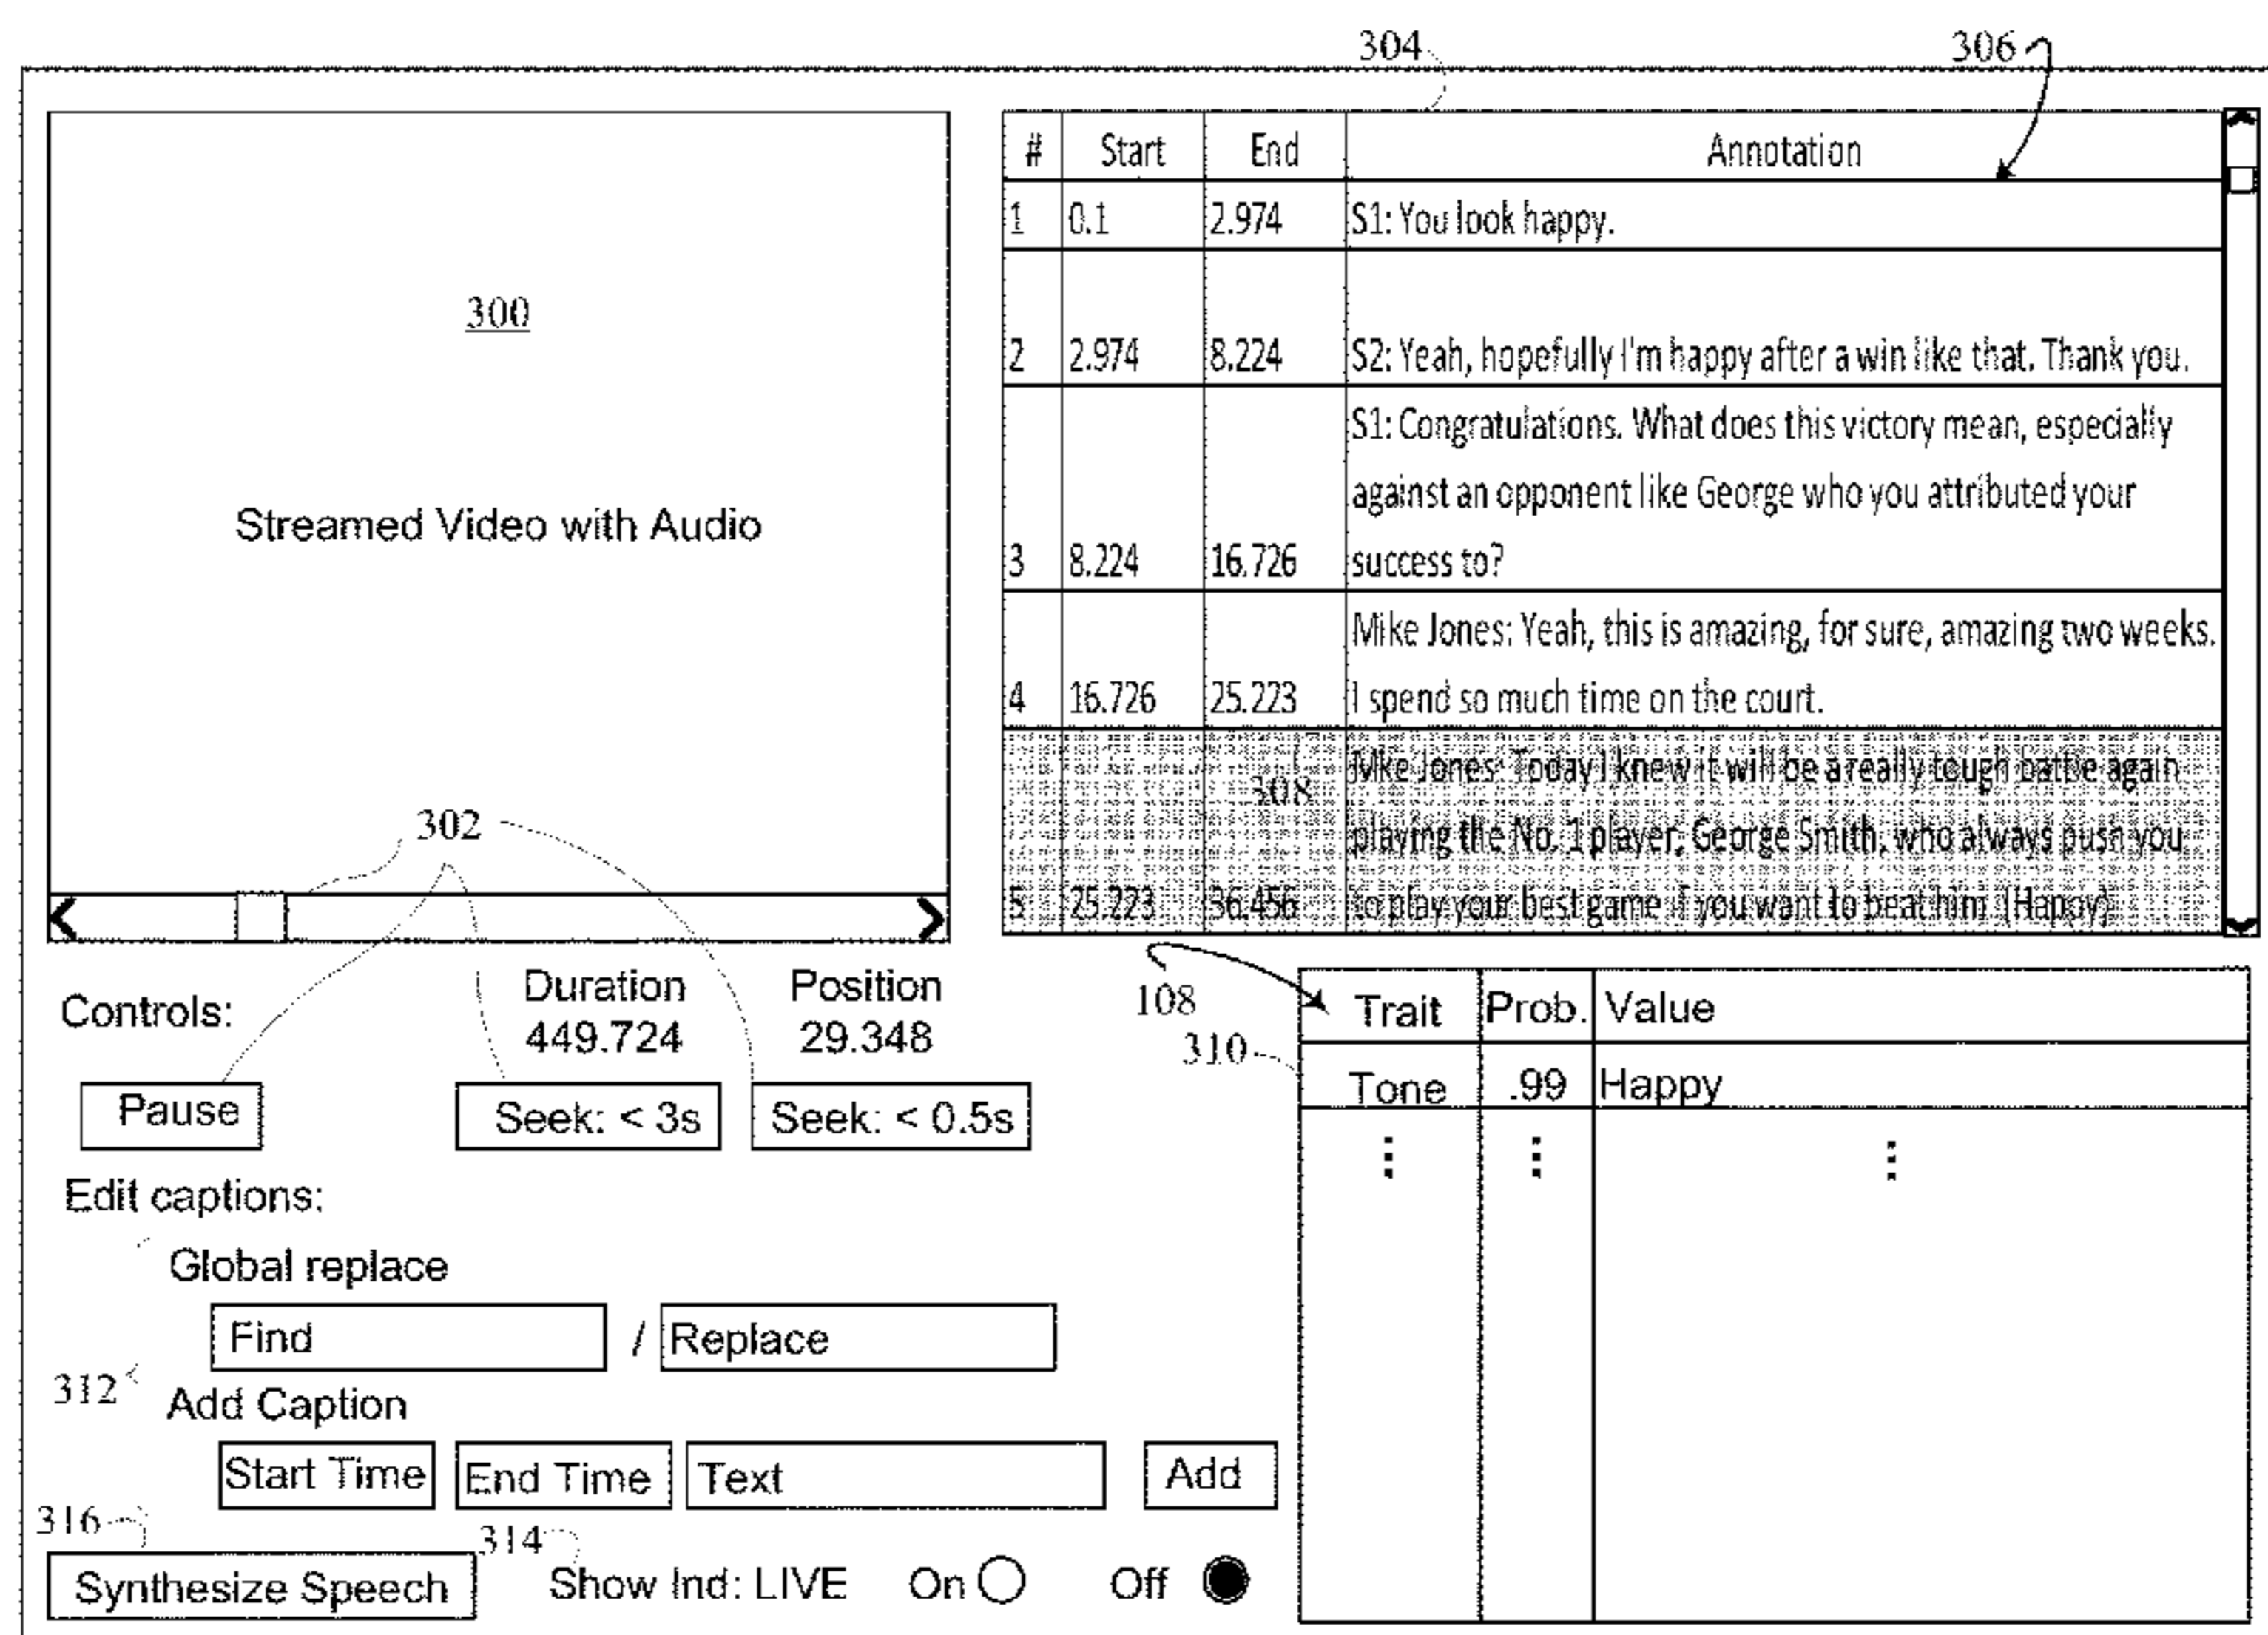 304
306
# Start End Annotation
1 0.1 2.974 S1: You look happy.
300
2 2.974 8.224 S2: Yeah, hopefully I'm happy after a win like that. Thank you.
S1: Congratulations. What does this victory mean, especially
against an opponent like George who you attributed your
3 8.224 16.726 success to?
Streamed Video with Audio
Mike Jones: Yeah, this is amazing, for sure, amazing two weeks.
4 16.726 25.223 I spend so much time on the court.
308 Mike Jones: Today I knew it will be a really tough battle again
playing the No. 1 player, George Smith, who always push you
5 25.223 36.456 to play your best game if you want to beat him. (Happy)
302
Controls:
Duration Position
449.724 29.348
Pause Seek: < 3s Seek: < 0.5s
108
310
Trait Prob. Value
Tone .99 Happy
⋮ ⋮ ⋮
Edit captions:
Global replace
Find / Replace
312
Add Caption
Start Time End Time Text Add
316
314
Synthesize Speech Show Ind: LIVE On Off